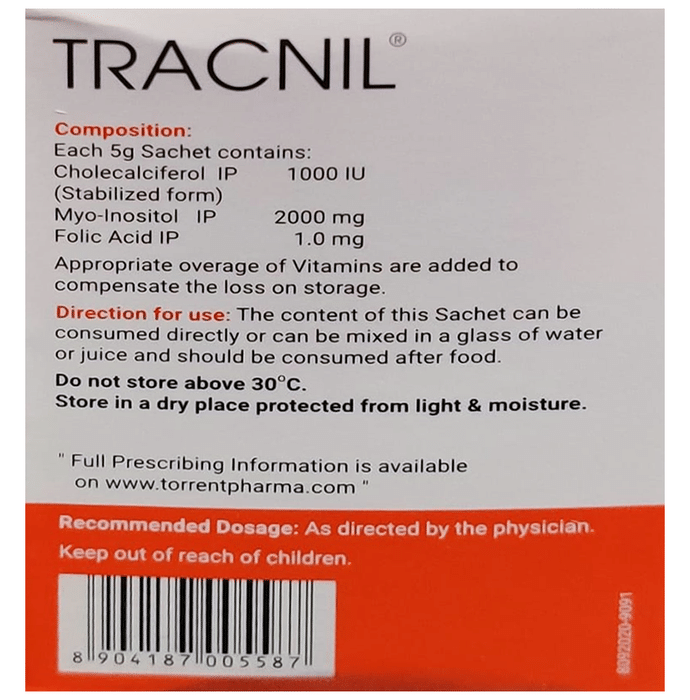 TRACNIL®
Composition:
Each 5g Sachet contains:
Cholecalciferol IP 1000 IU
(Stabilized form)
Myo-Inositol IP 2000 mg
Folic Acid IP 1.0 mg
Appropriate overage of Vitamins are added to
compensate the loss on storage.
Direction for use: The content of this Sachet can be
consumed directly or can be mixed in a glass of water
or juice and should be consumed after food.
Do not store above 30°C.
Store in a dry place protected from light & moisture.
" Full Prescribing Information is available
on www.torrentpharma.com "
Recommended Dosage: As directed by the physician.
Keep out of reach of children.
8 904187 005587
8092020-9091